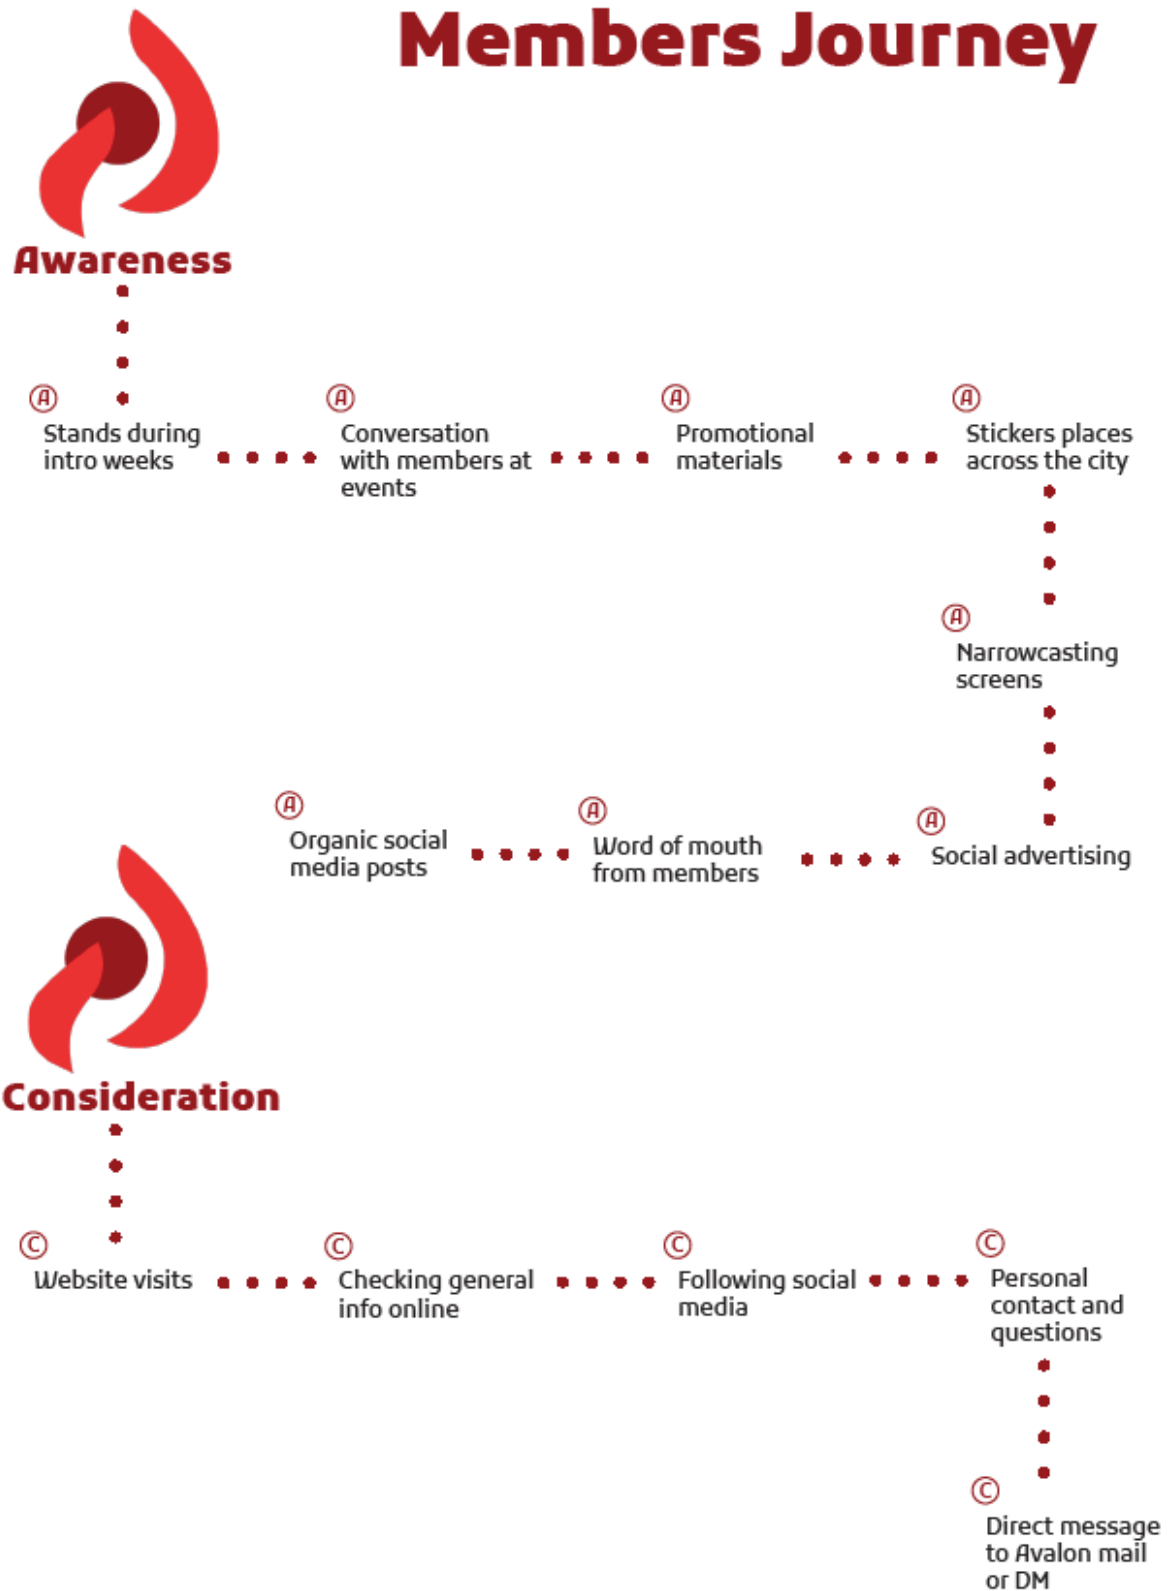 Members Journey
Awareness
A
Stands during
intro weeks
A
Conversation
with members at
events
A
Promotional
materials
A
Stickers places
across the city
A
Narrowcasting
screens
A
Social advertising
A
Word of mouth
from members
A
Organic social
media posts
Consideration
C
Website visits
C
Checking general
info online
C
Following social
media
C
Personal
contact and
questions
C
Direct message
to Avalon mail
or DM